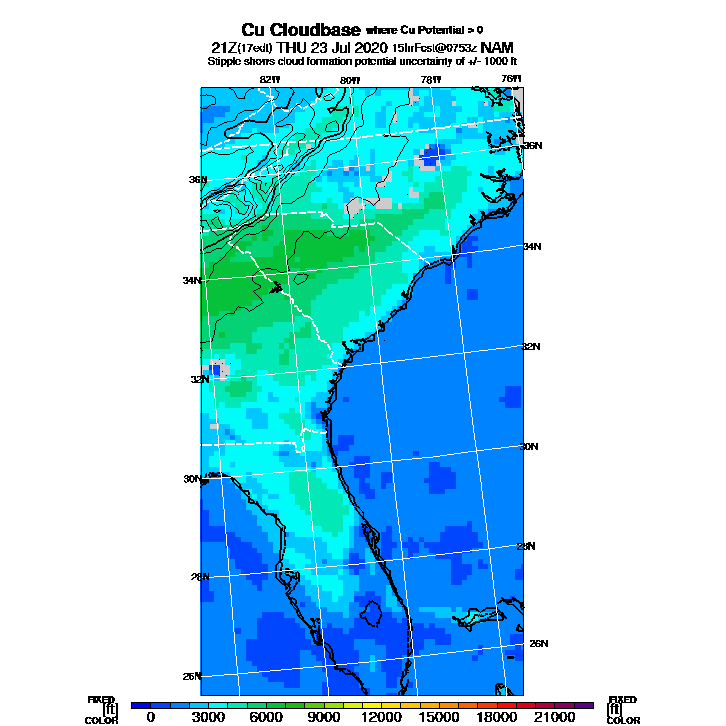 Cu Cloudbase where Cu Potential > 0
21Z(17edt) THU 23 Jul 2020 15hrFcst@0753z NAM
Stipple shows cloud formation potential uncertainty of +/- 1000 ft
82W 80W 78W 76W
36N 36N
34N 34N
32N 32N
30N 30N
28N 28N
26N 26N
FIXED FIXED
[ft] [ft]
COLOR 0 3000 6000 9000 12000 15000 18000 21000 COLOR